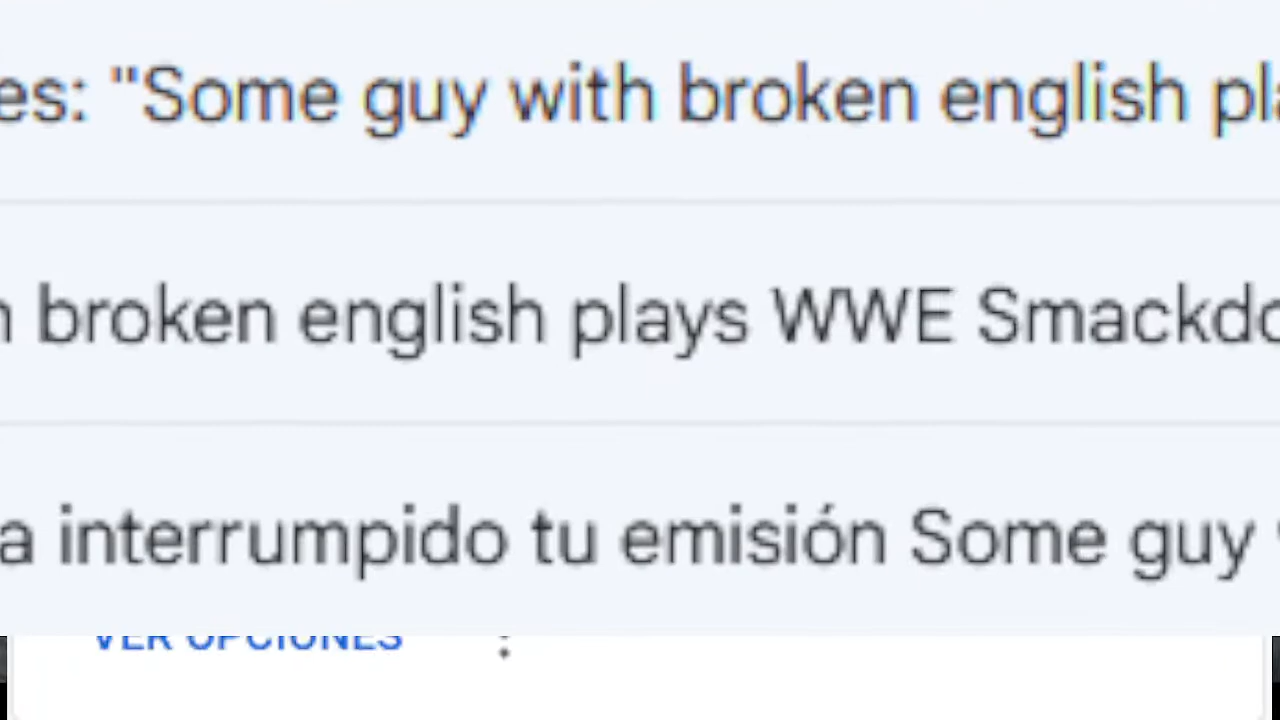 es: "Some guy with broken english pla
n broken english plays WWE Smackdo
a interrumpido tu emisión Some guy
VER OPCIONES